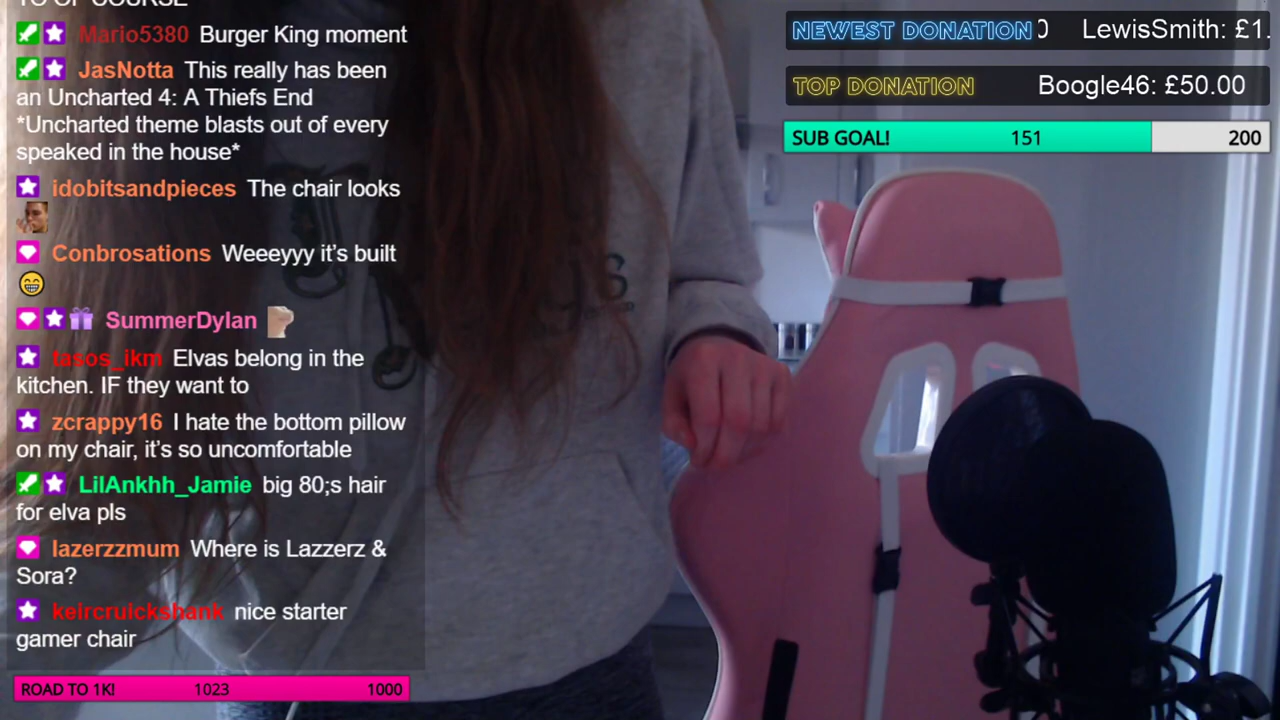 TO OF COURSE
Mario5380 Burger King moment
JasNotta This really has been
an Uncharted 4: A Thiefs End
*Uncharted theme blasts out of every
speaked in the house*
idobitsandpieces The chair looks
Conbrosations Weeeyyy it’s built
SummerDylan
tasos_ikm Elvas belong in the
kitchen. IF they want to
zcrappy16 I hate the bottom pillow
on my chair, it’s so uncomfortable
LilAnkhh_Jamie big 80;s hair
for elva pls
lazerzzmum Where is Lazzerz &
Sora?
keircruickshank nice starter
gamer chair
ROAD TO 1K! 1023 1000
NEWEST DONATION 0 LewisSmith: £1.
TOP DONATION Boogle46: £50.00
SUB GOAL! 151 200